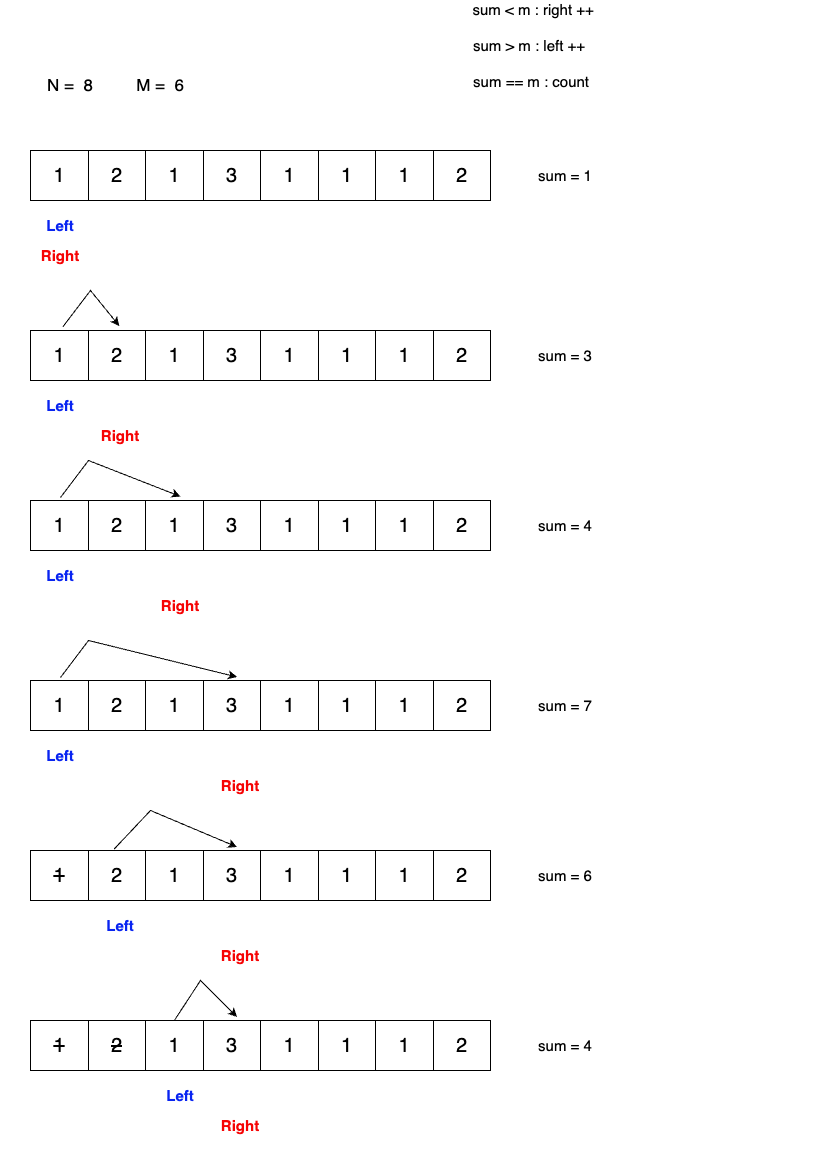 sum < m : right ++
sum > m : left ++
N = 8 M = 6
sum == m : count
1 2 1 3 1 1 1 2 sum = 1
Left
Right
1 2 1 3 1 1 1 2 sum = 3
Left
Right
1 2 1 3 1 1 1 2 sum = 4
Left
Right
1 2 1 3 1 1 1 2 sum = 7
Left
Right
1 2 1 3 1 1 1 2 sum = 6
Left
Right
1 2 1 3 1 1 1 2 sum = 4
Left
Right